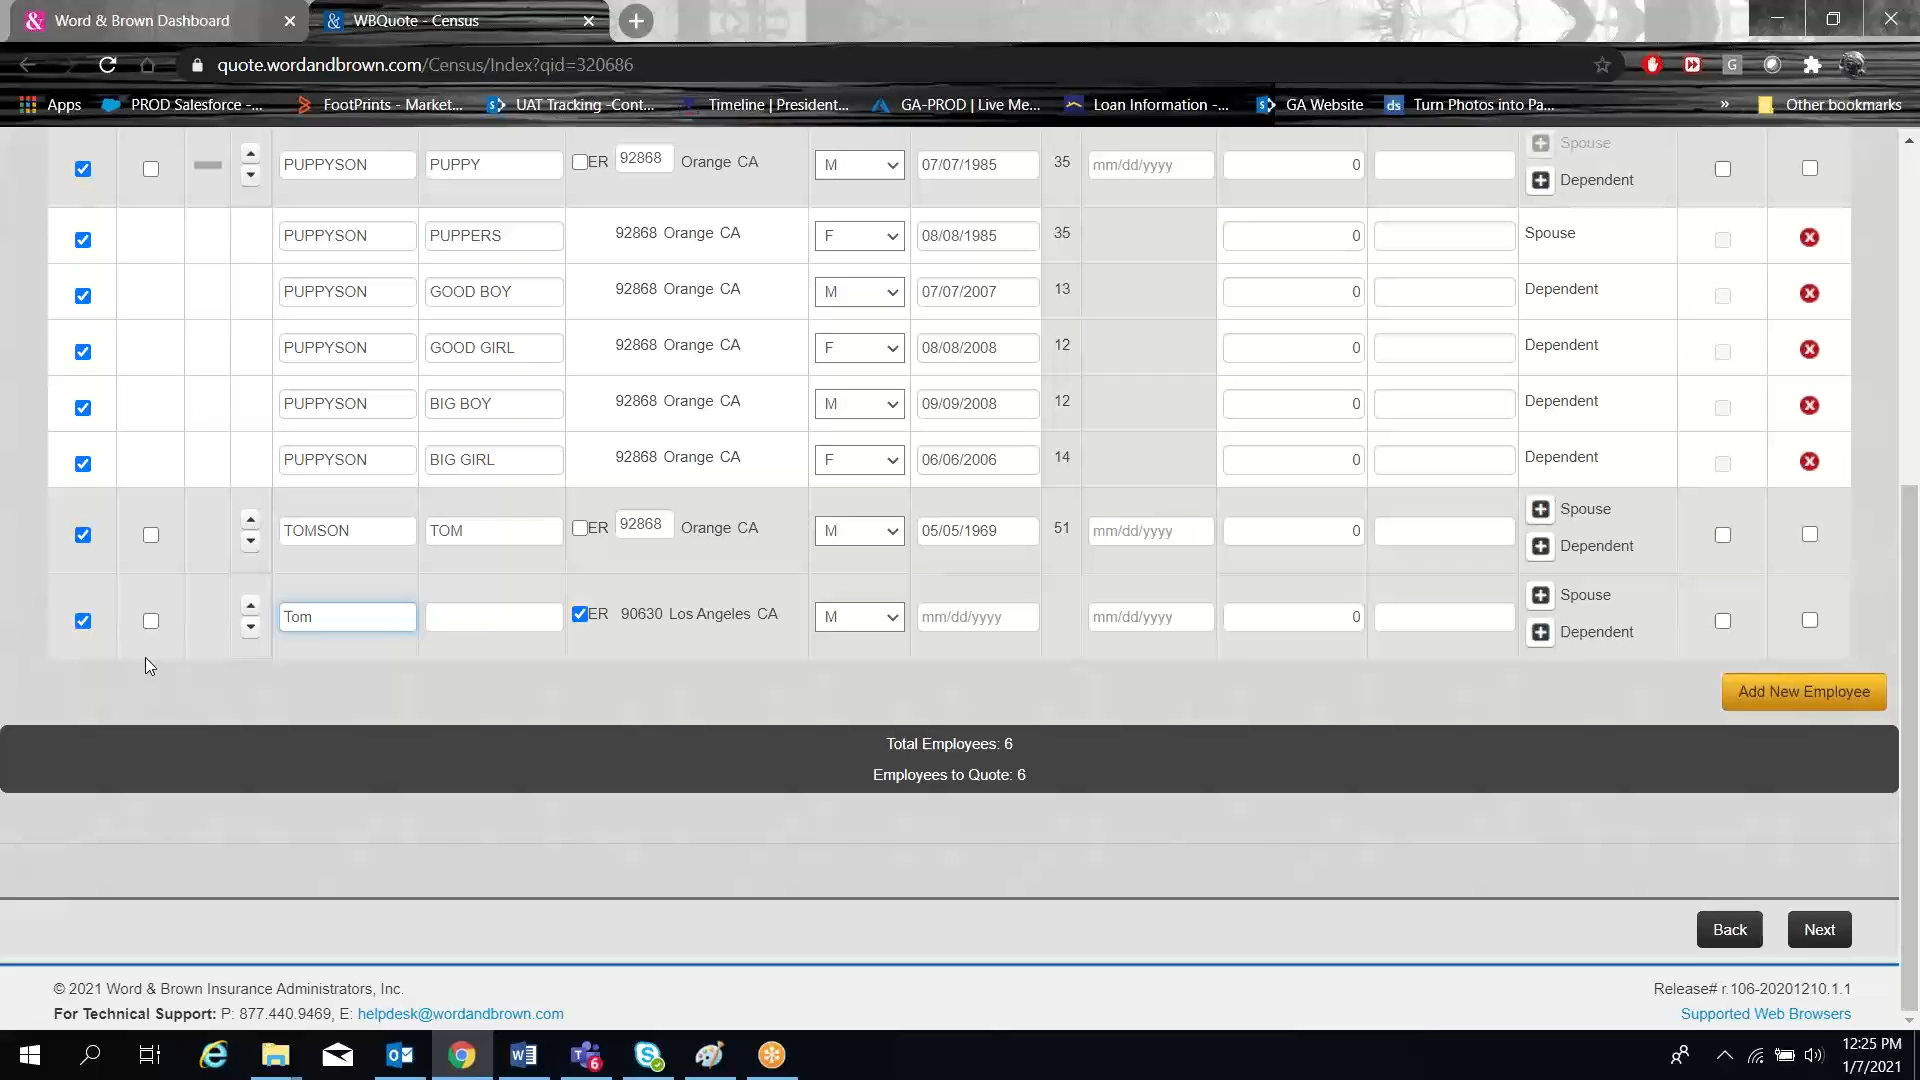 Word & Brown Dashboard
WBQuote - Census
quote.wordandbrown.com/Census/Index?qid=320686
Apps PROD Salesforce -... FootPrints - Market... UAT Tracking -Cont... Timeline | President... GA-PROD | Live Me... Loan Information -... GA Website Turn Photos into Pa... » Other bookmarks
PUPPYSON PUPPY ER 92868 Orange CA M 07/07/1985 35 mm/dd/yyyy 0 Spouse
Dependent
PUPPYSON PUPPERS 92868 Orange CA F 08/08/1985 35 0 Spouse
PUPPYSON GOOD BOY 92868 Orange CA M 07/07/2007 13 0 Dependent
PUPPYSON GOOD GIRL 92868 Orange CA F 08/08/2008 12 0 Dependent
PUPPYSON BIG BOY 92868 Orange CA M 09/09/2008 12 0 Dependent
PUPPYSON BIG GIRL 92868 Orange CA F 06/06/2006 14 0 Dependent
TOMSON TOM ER 92868 Orange CA M 05/05/1969 51 mm/dd/yyyy 0 Spouse
Dependent
Tom ER 90630 Los Angeles CA M mm/dd/yyyy mm/dd/yyyy 0 Spouse
Dependent
Add New Employee
Total Employees: 6
Employees to Quote: 6
Back Next
© 2021 Word & Brown Insurance Administrators, Inc. Release# r.106-20201210.1.1
For Technical Support: P: 877.440.9469, E: helpdesk@wordandbrown.com Supported Web Browsers
12:25 PM
1/7/2021